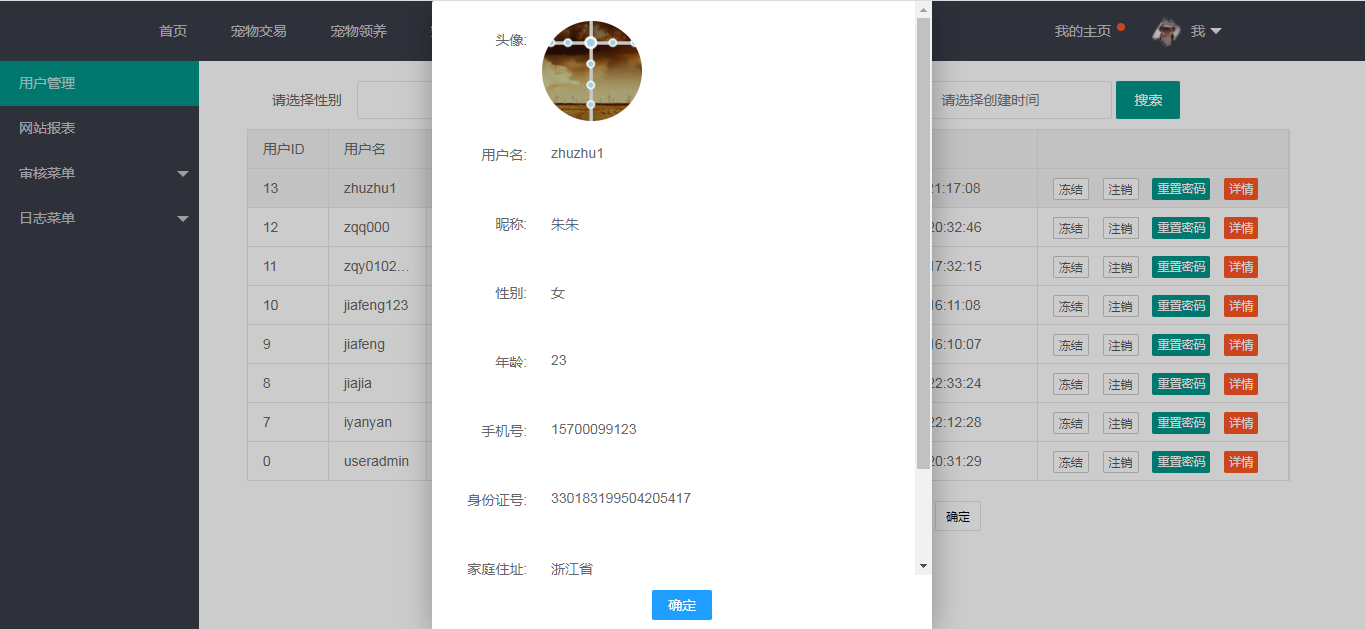 首页 宠物交易 宠物领养 我的主页 我
用户管理
网站报表
审核菜单
日志菜单
请选择性别 请选择创建时间 搜索
用户ID 用户名
13 zhuzhu1 21:17:08 冻结 注销 重置密码 详情
12 zqq000 20:32:46 冻结 注销 重置密码 详情
11 zqy0102... 17:32:15 冻结 注销 重置密码 详情
10 jiafeng123 16:11:08 冻结 注销 重置密码 详情
9 jiafeng 16:10:07 冻结 注销 重置密码 详情
8 jiajia 22:33:24 冻结 注销 重置密码 详情
7 iyanyan 22:12:28 冻结 注销 重置密码 详情
0 useradmin 20:31:29 冻结 注销 重置密码 详情
确定
头像:
用户名: zhuzhu1
昵称: 朱朱
性别: 女
年龄: 23
手机号: 15700099123
身份证号: 330183199504205417
家庭住址: 浙江省
确定